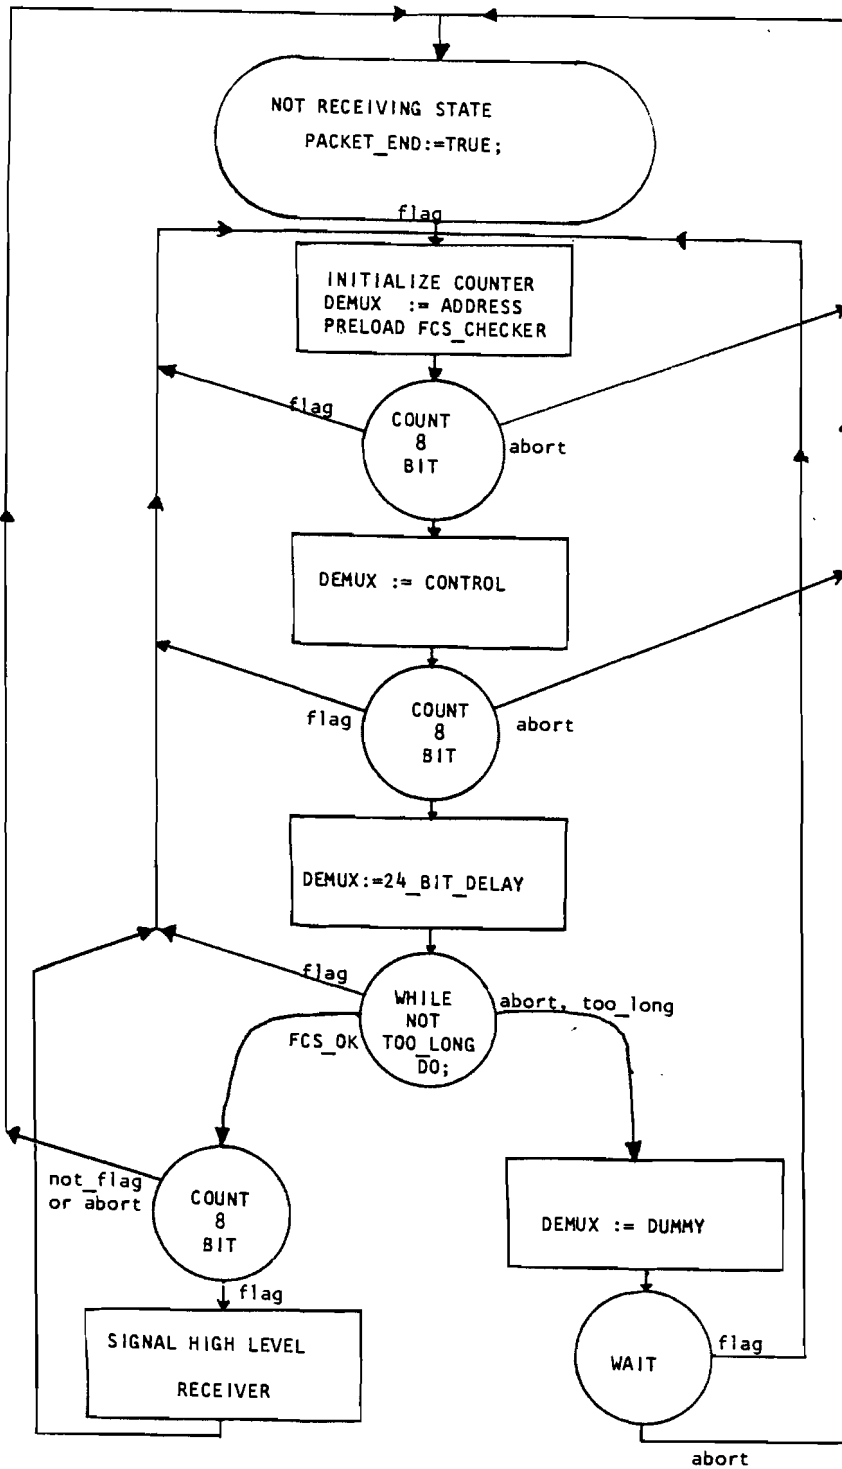 NOT RECEIVING STATE
PACKET_END:=TRUE;
flag
INITIALIZE COUNTER
DEMUX := ADDRESS
PRELOAD FCS_CHECKER
flag
COUNT
8
BIT
abort
DEMUX := CONTROL
flag
COUNT
8
BIT
abort
DEMUX:=24_BIT_DELAY
flag
WHILE
NOT
TOO_LONG
DO;
abort, too_long
FCS_OK
not_flag
or abort
COUNT
8
BIT
flag
DEMUX := DUMMY
SIGNAL HIGH LEVEL
RECEIVER
WAIT
flag
abort